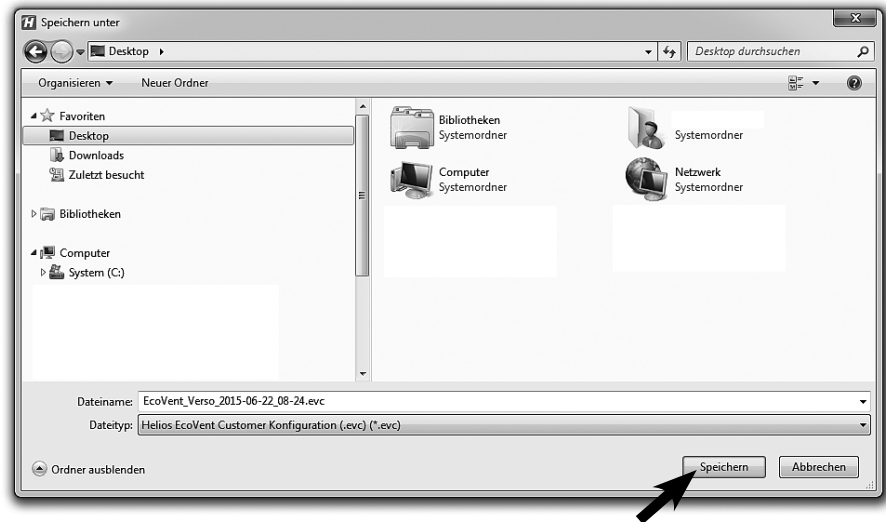 Speichern unter
Desktop
Desktop durchsuchen
Organisieren
Neuer Ordner
Favoriten
Desktop
Downloads
Zuletzt besucht
Bibliotheken
Computer
System (C:)
Bibliotheken
Systemordner
Systemordner
Computer
Systemordner
Netzwerk
Systemordner
Dateiname: EcoVent_Verso_2015-06-22_08-24.evc
Dateityp: Helios EcoVent Customer Konfiguration (.evc) (*.evc)
Ordner ausblenden
Speichern
Abbrechen